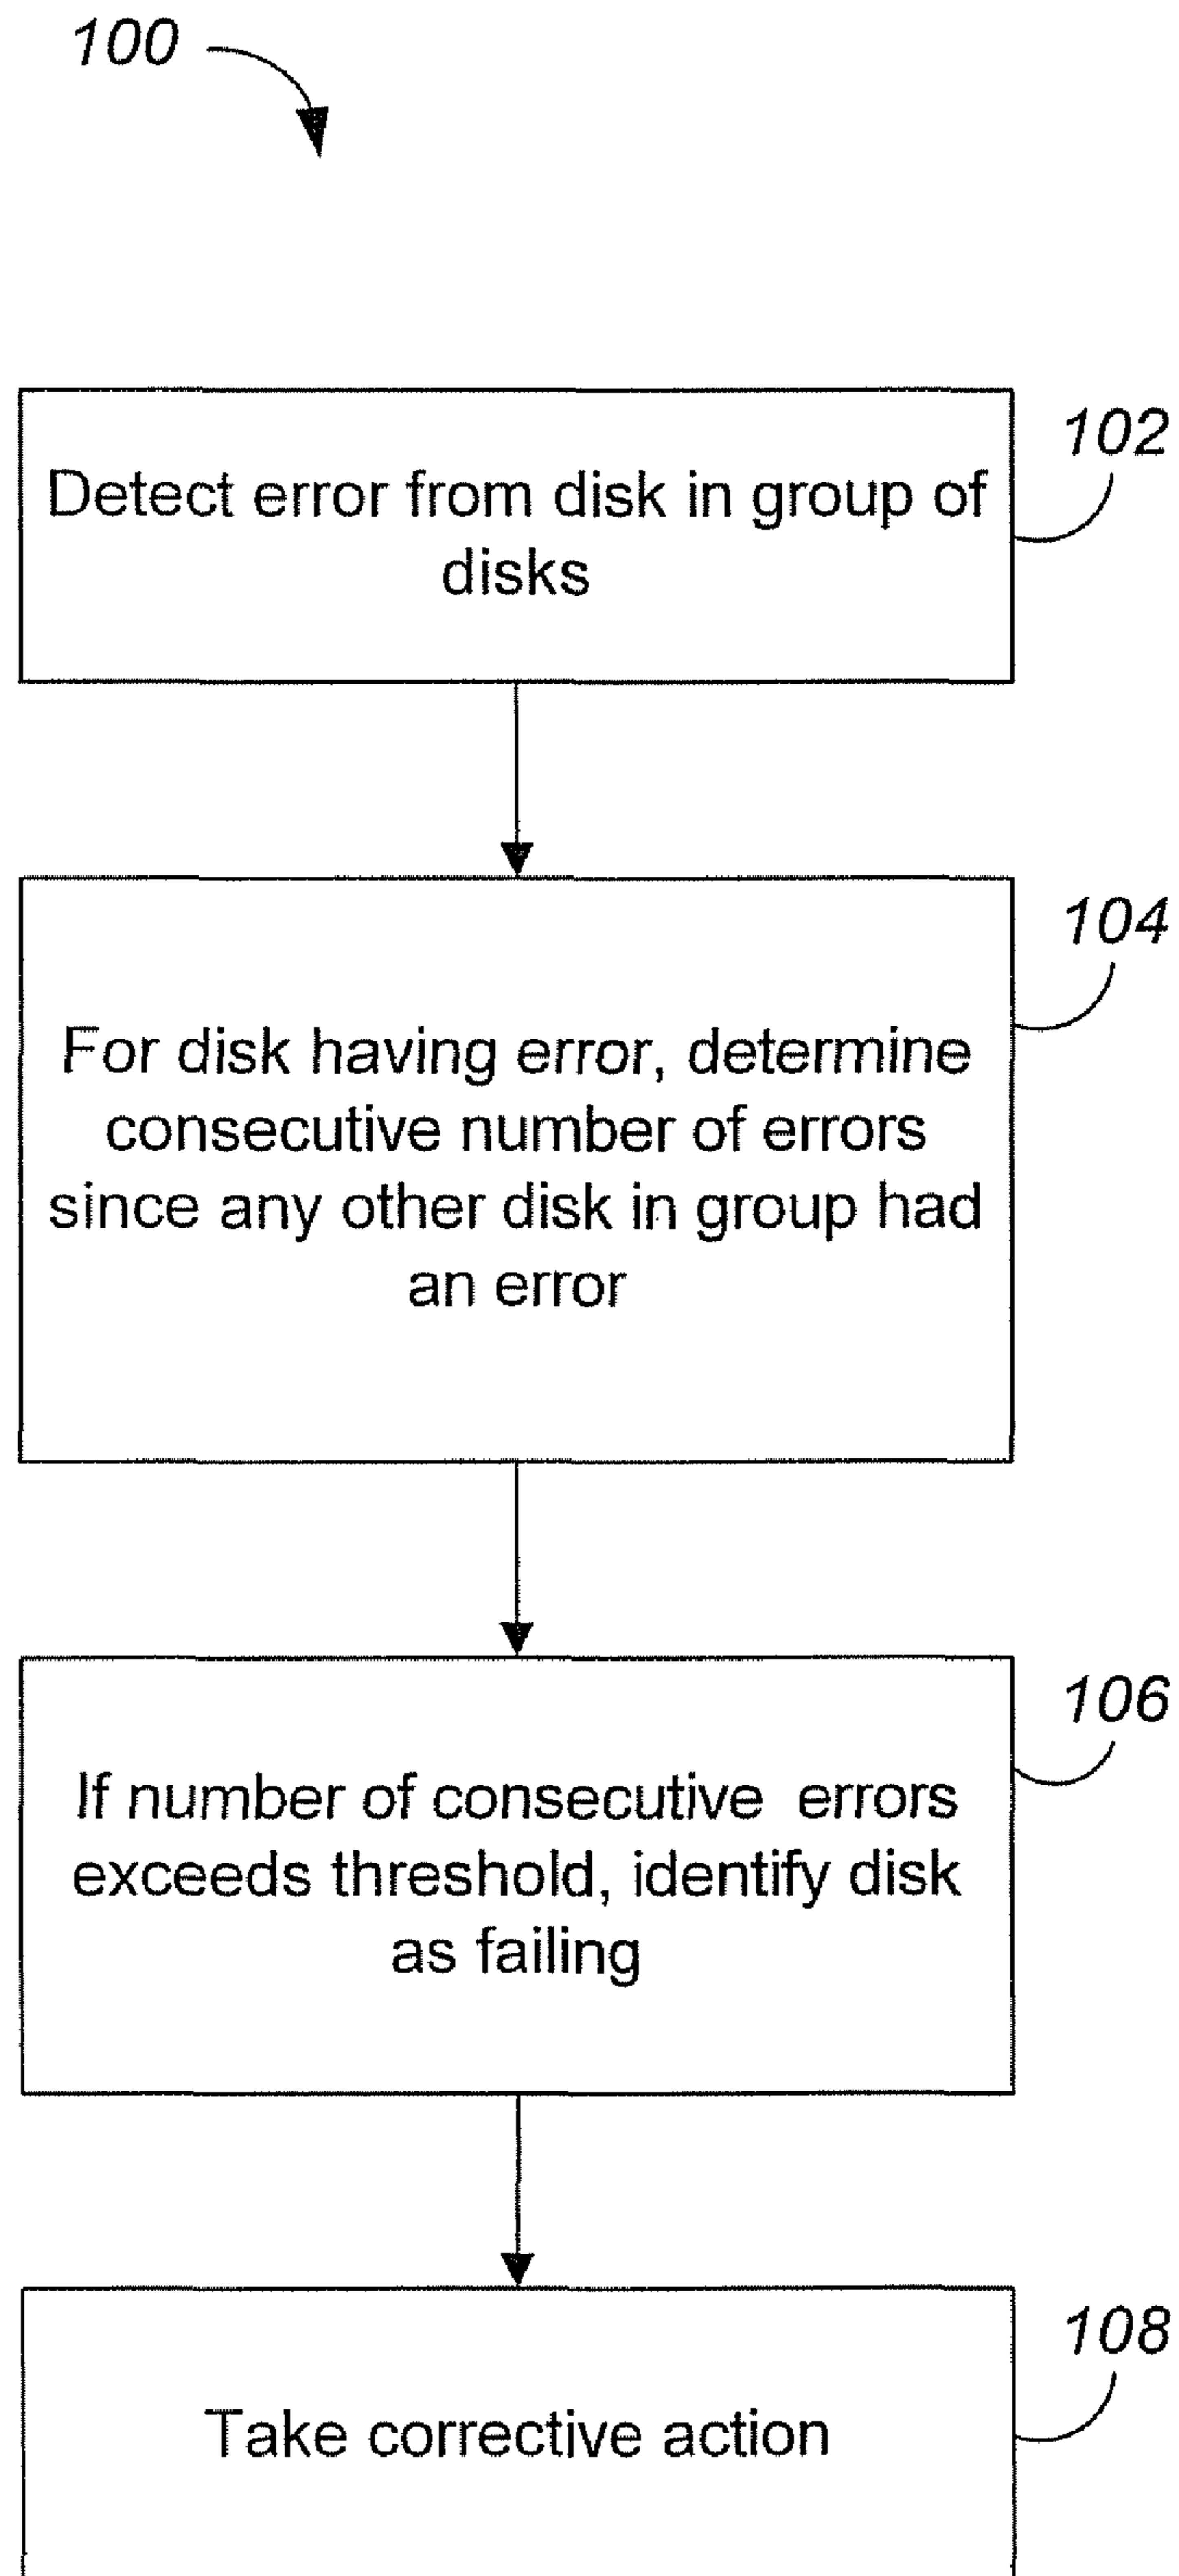 100
102
Detect error from disk in group of
disks
104
For disk having error, determine
consecutive number of errors
since any other disk in group had
an error
106
If number of consecutive errors
exceeds threshold, identify disk
as failing
108
Take corrective action